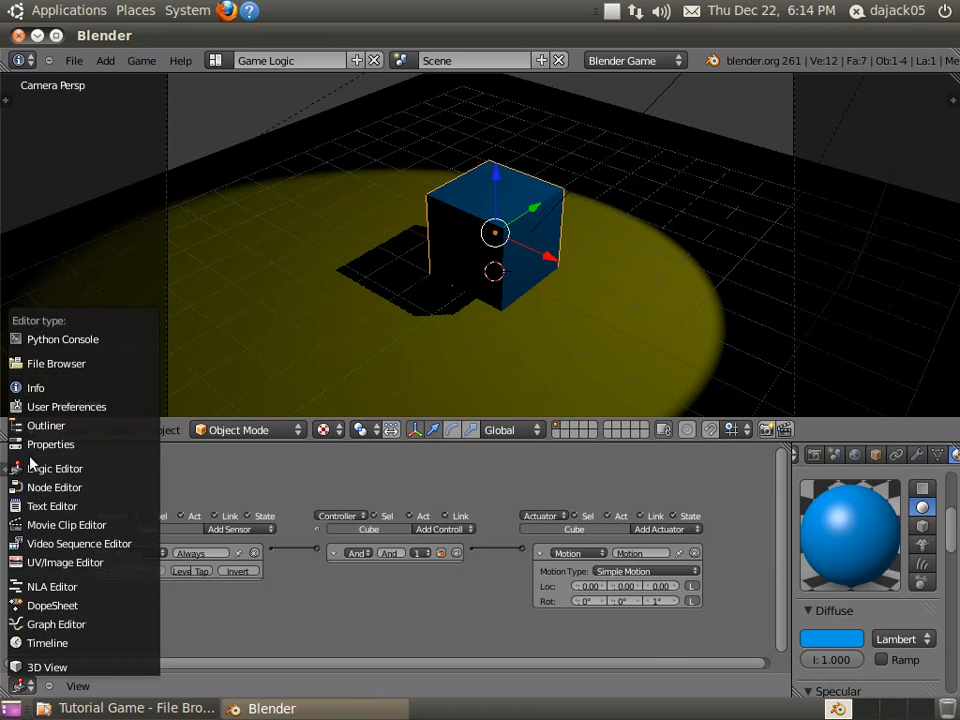 Applications Places System Thu Dec 22, 6:14 PM dajack05
Blender
File Add Game Help Game Logic Scene Blender Game blender.org 261 | Ve:12 | Fa:7 | Ob:1-4 | La:1 | Me
Camera Persp
Editor type:
Python Console
File Browser
Info
User Preferences
Outliner
Properties
Logic Editor
Node Editor
Text Editor
Movie Clip Editor
Video Sequence Editor
UV/Image Editor
NLA Editor
DopeSheet
Graph Editor
Timeline
3D View
Object Mode Global
Sel Act Link State Controller Sel Act Link Actuator Sel Act Link State
Cube Add Sensor Cube Add Controll Cube Add Actuator
Always And And 1 Motion Motion
Level Tap Invert Motion Type: Simple Motion
Loc: 0.00 0.00 0.00 L
Rot: 0° 0° 1° L
Diffuse
Lambert
I: 1.000 Ramp
Specular
View
Tutorial Game - File Bro... Blender